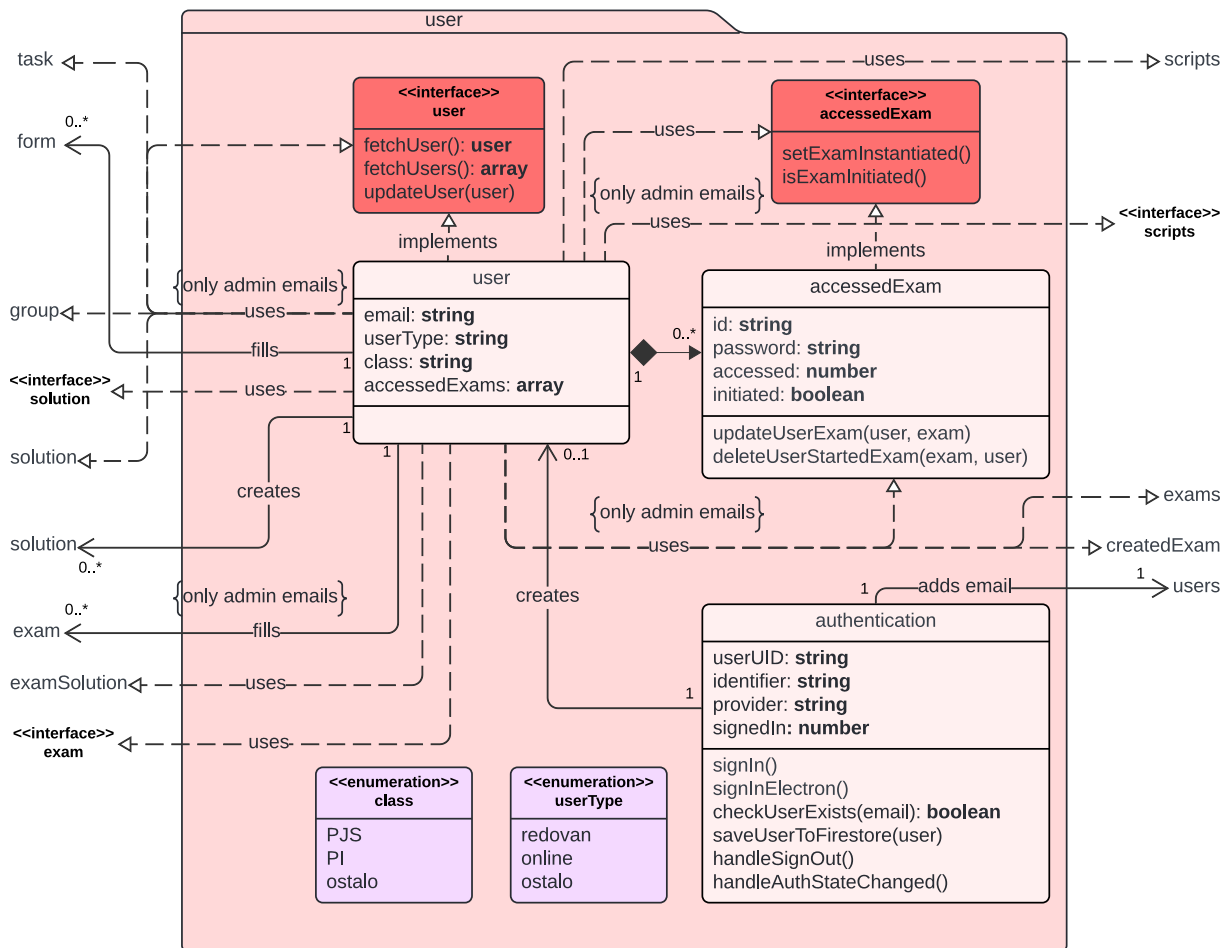 user
task
uses
scripts
<<interface>>
user
fetchUser(): user
fetchUsers(): array
updateUser(user)
<<interface>>
accessedExam
setExamInstantiated()
isExamInitiated()
0..*
form
uses
{only admin emails}
uses
<<interface>>
scripts
implements
implements
user
email: string
userType: string
class: string
accessedExams: array
accessedExam
id: string
password: string
accessed: number
initiated: boolean
updateUserExam(user, exam)
deleteUserStartedExam(exam, user)
{only admin emails}
group
uses
fills
1
0..*
1
<<interface>>
solution
uses
1
1
0..1
solution
creates
exams
{only admin emails}
solution
0..*
uses
createdExam
{only admin emails}
0..*
exam
fills
creates
1
adds email
1
users
authentication
userUID: string
identifier: string
provider: string
signedIn: number
signIn()
signInElectron()
checkUserExists(email): boolean
saveUserToFirestore(user)
handleSignOut()
handleAuthStateChanged()
examSolution
uses
1
<<interface>>
exam
uses
<<enumeration>>
class
PJS
PI
ostalo
<<enumeration>>
userType
redovan
online
ostalo